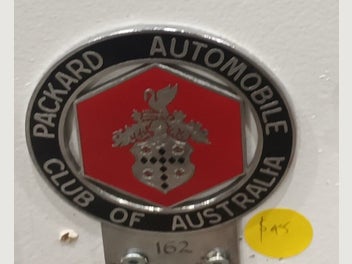 PACKARD AUTOMOBILE
CLUB OF AUSTRALIA
162
$45